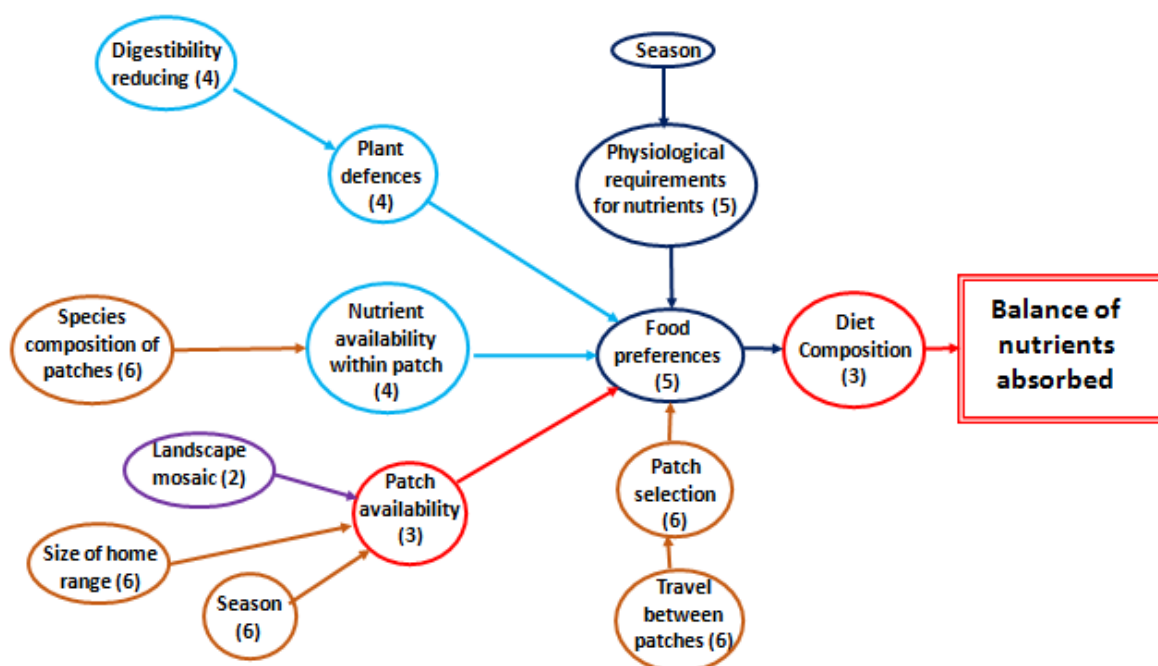 Digestibility
reducing (4)
Season
Plant
defences
(4)
Physiological
requirements
for nutrients (5)
Species
composition of
patches (6)
Nutrient
availability
within patch
(4)
Food
preferences
(5)
Diet
Composition
(3)
Balance of
nutrients
absorbed
Landscape
mosaic (2)
Patch
availability
(3)
Patch
selection
(6)
Size of home
range (6)
Season
(6)
Travel
between
patches (6)